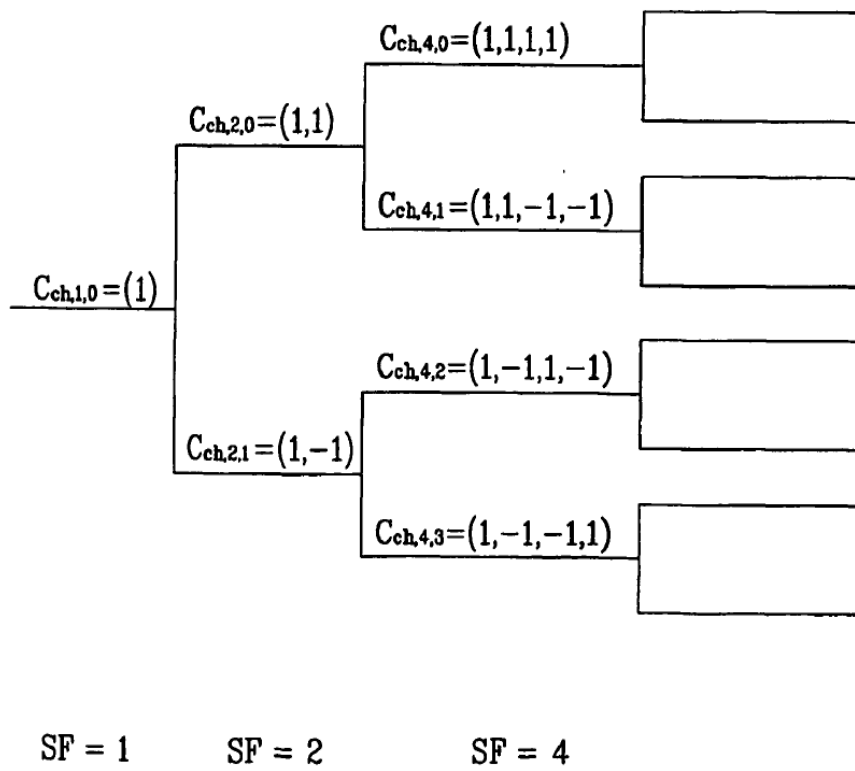 C_ch,4,0=(1,1,1,1)
C_ch,2,0=(1,1)
C_ch,4,1=(1,1,-1,-1)
C_ch,1,0=(1)
C_ch,4,2=(1,-1,1,-1)
C_ch,2,1=(1,-1)
C_ch,4,3=(1,-1,-1,1)
SF = 1 SF = 2 SF = 4